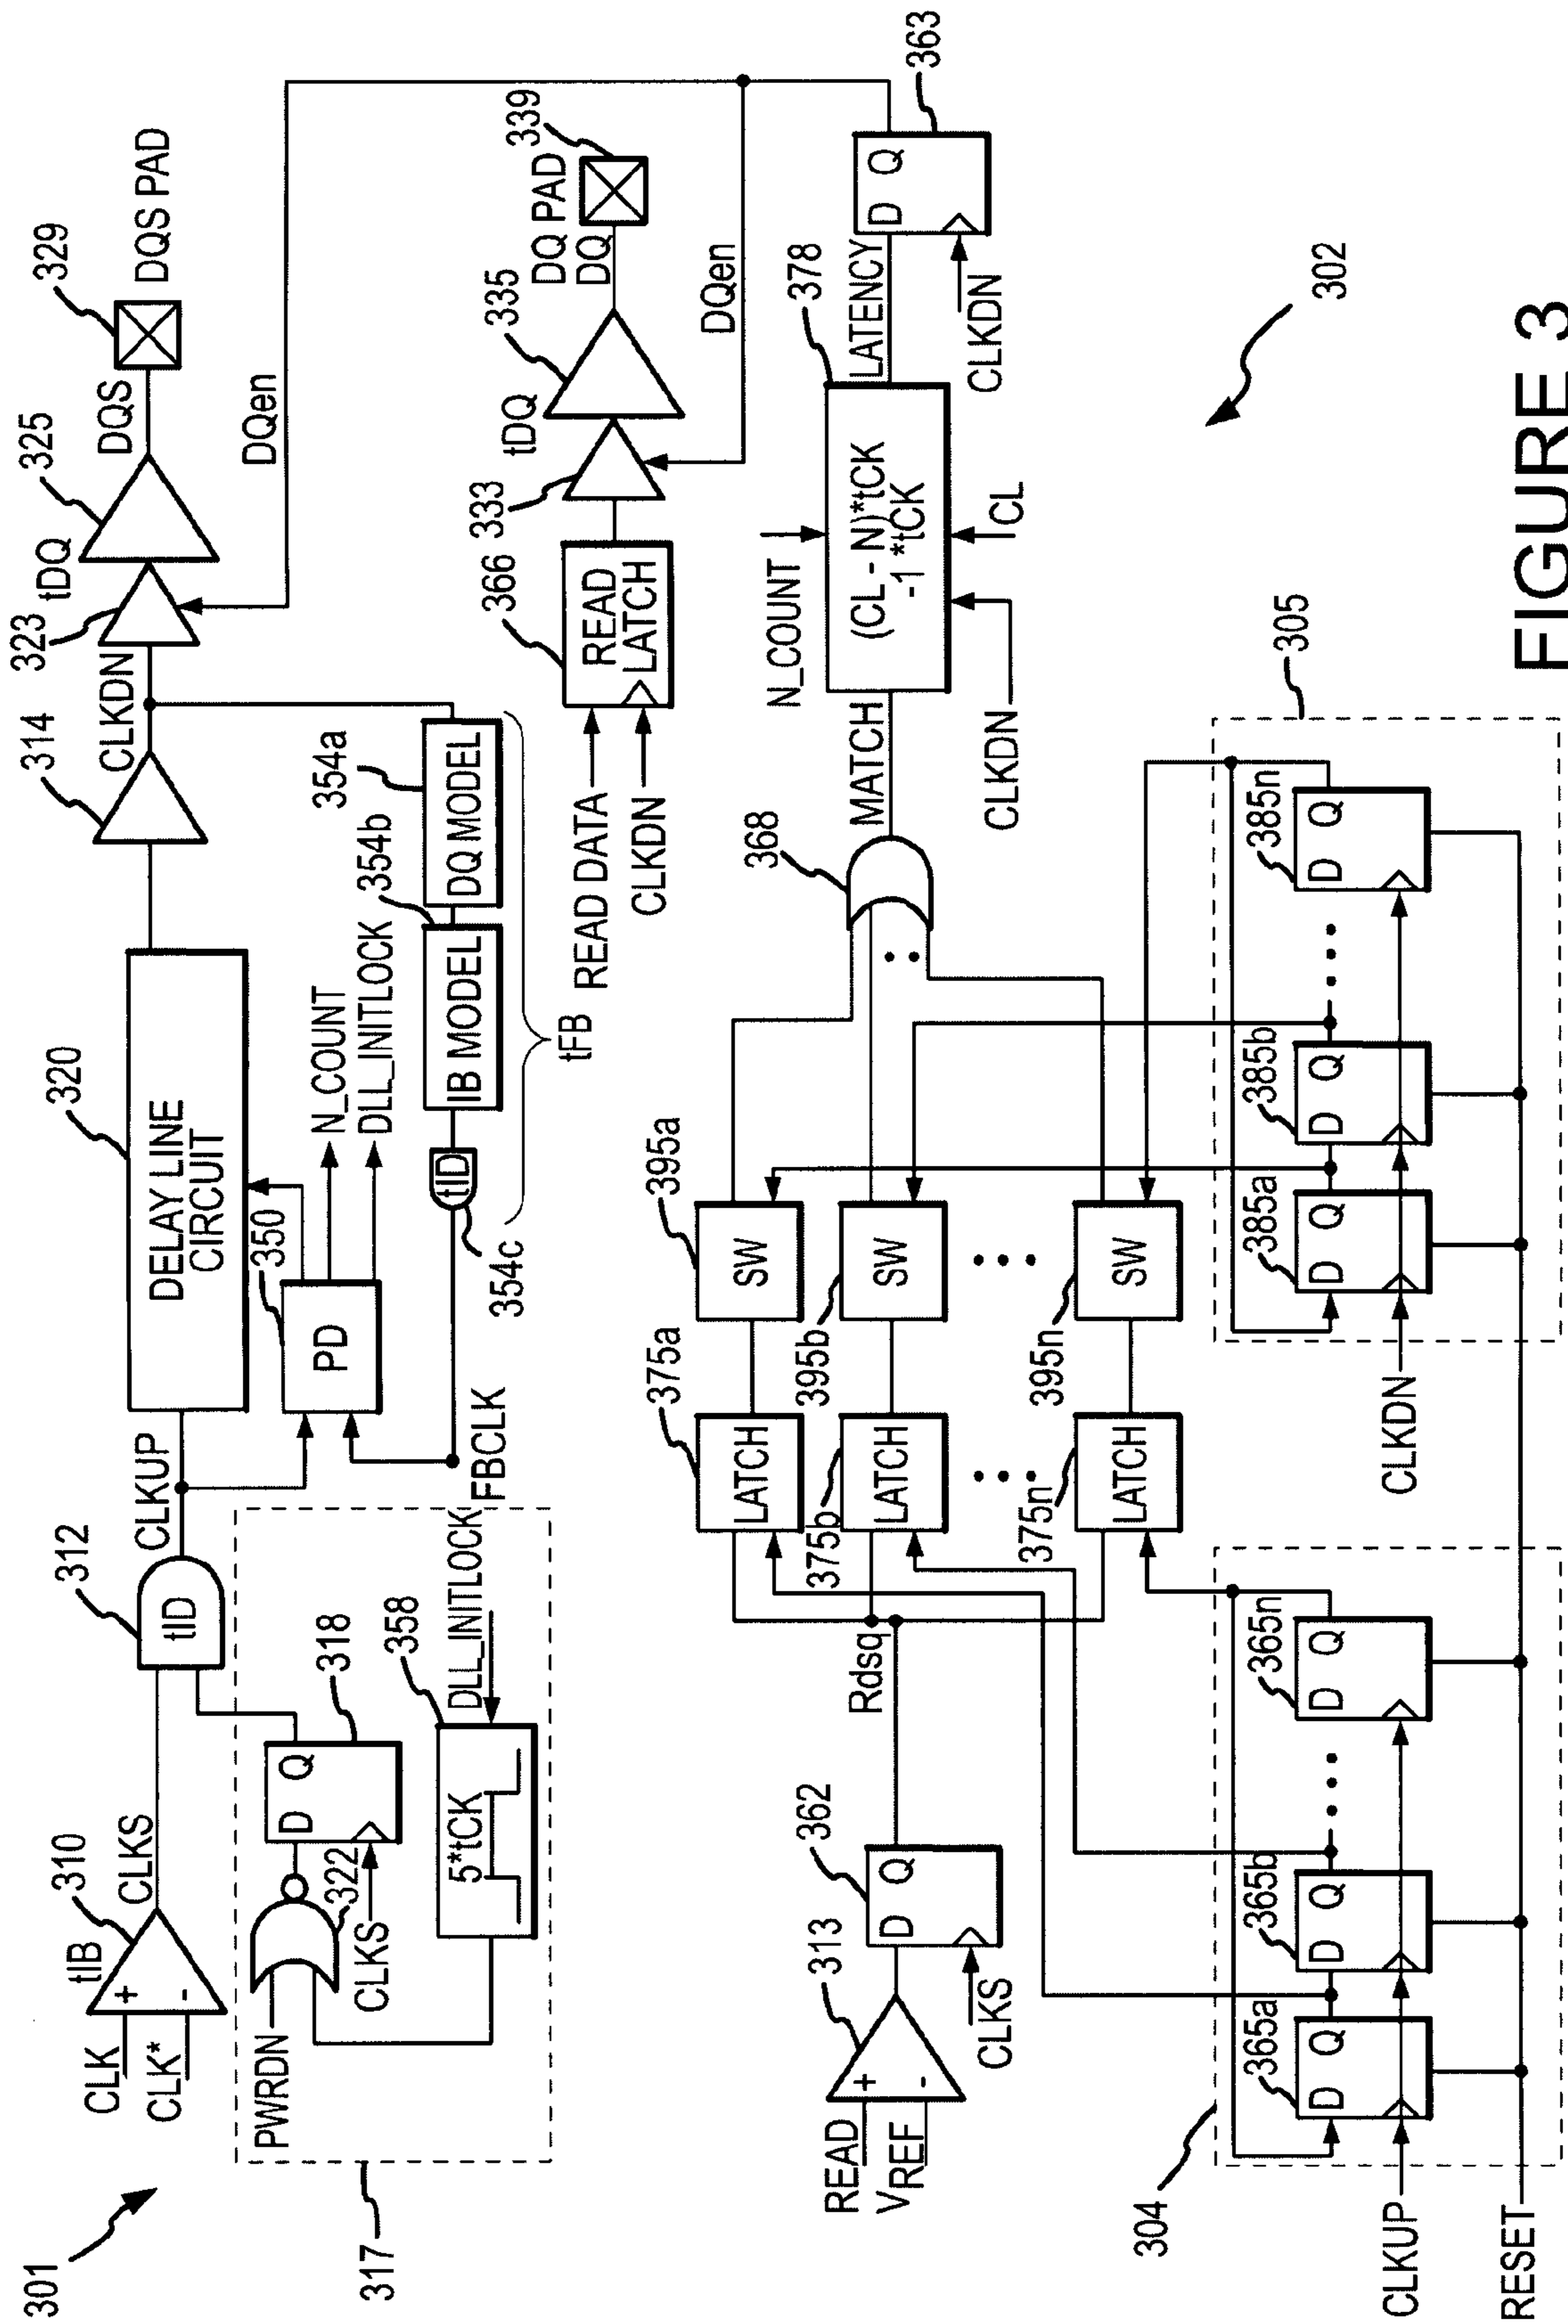 301
CLK
CLK*
tIB
+
-
310
CLKS
312
tID
CLKUP
320
DELAY LINE
CIRCUIT
314
CLKDN
323
tDQ
325
DQS
329
DQS PAD
317
PWRDN
322
CLKS
D Q
318
358
5*tCK
DLL_INITLOCK
350
PD
N_COUNT
DLL_INITLOCK
FBCLK
354c
tID
354b
IB MODEL
354a
DQ MODEL
tFB
DQen
READ DATA
CLKDN
366
READ
LATCH
333
tDQ
335
DQ PAD
DQ
339
DQen
READ
VREF
+
-
313
362
D Q
CLKS
Rdsq
375a
LATCH
375b
LATCH
375n
LATCH
395a
SW
395b
SW
395n
SW
368
MATCH
N_COUNT
CLKDN
CL
(CL - N)*tCK
-1*tCK
378
LATENCY
D Q
363
CLKDN
302
304
CLKUP
RESET
365a
D Q
365b
D Q
365n
D Q
305
CLKDN
385a
D Q
385b
D Q
385n
D Q
FIGURE 3